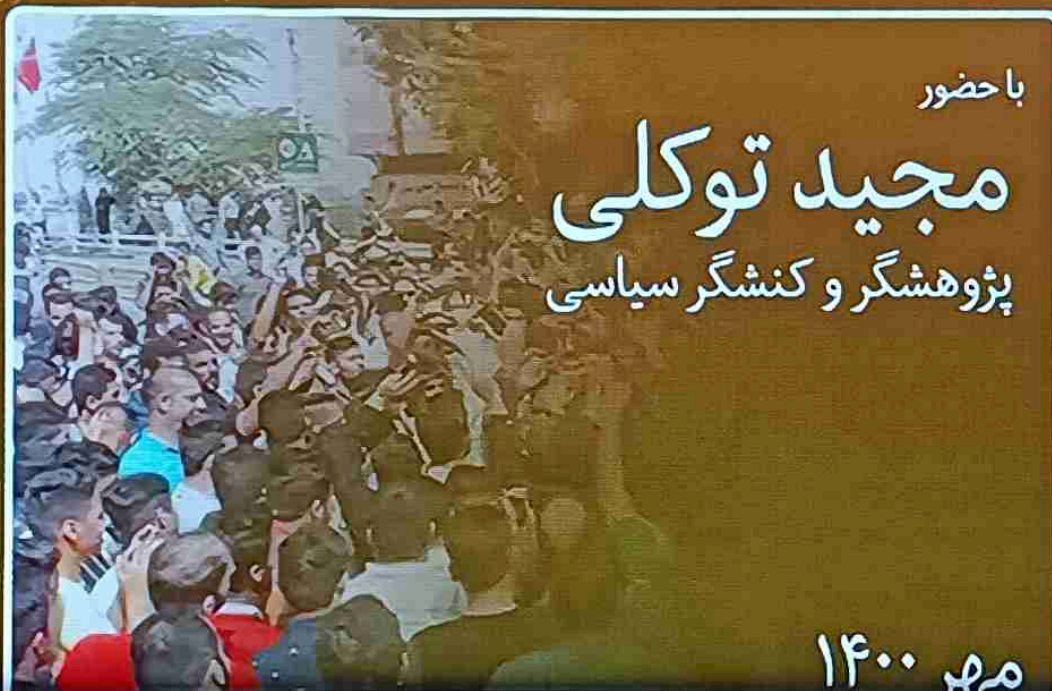 با حضور
مجید توکلی
پژوهشگر و کنشگر سیاسی
مهر ۱۴۰۰